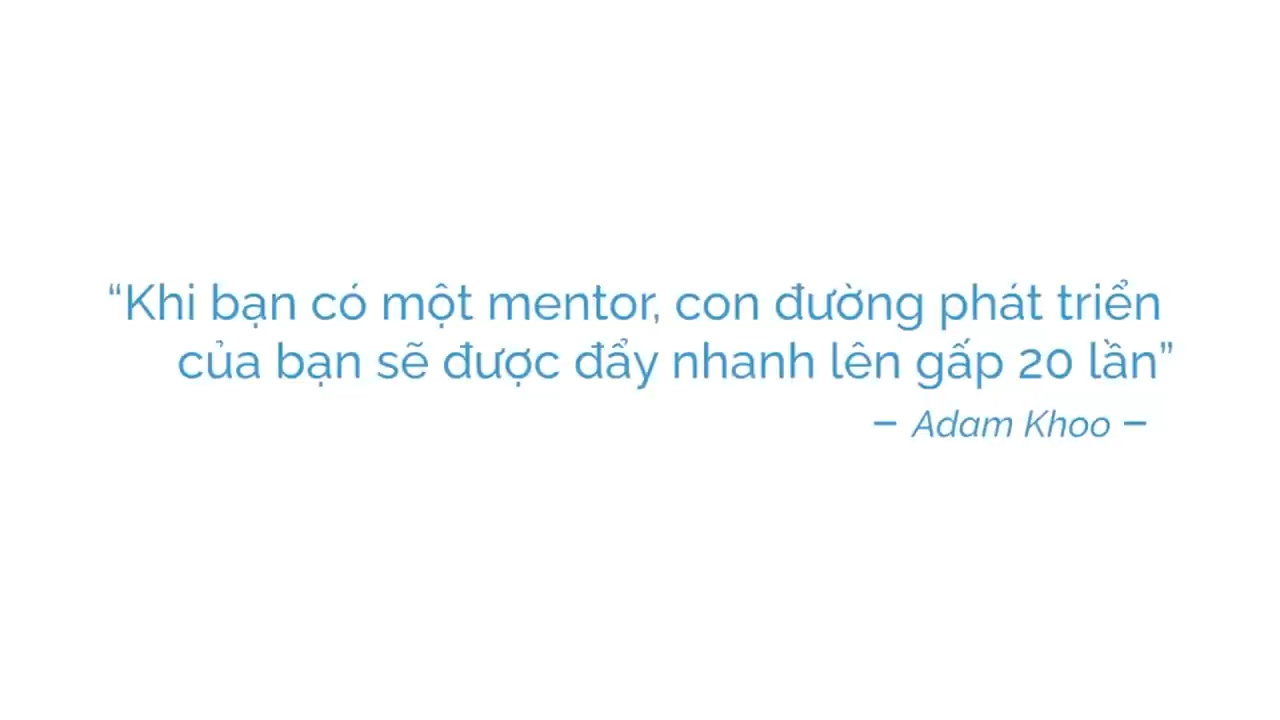 “Khi bạn có một mentor, con đường phát triển
của bạn sẽ được đẩy nhanh lên gấp 20 lần”
– Adam Khoo –